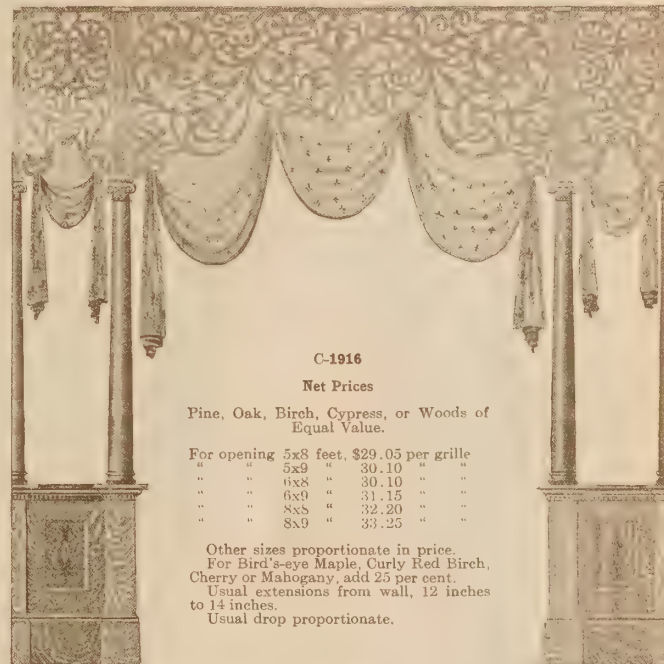 C-1916
Net Prices
Pine, Oak, Birch, Cypress, or Woods of
Equal Value.
For opening 5x8 feet, $29.05 per grille
" " 5x9 " 30.10 " "
" " 6x8 " 30.10 " "
" " 6x9 " 31.15 " "
" " 8x8 " 32.20 " "
" " 8x9 " 33.25 " "
Other sizes proportionate in price.
For Bird's-eye Maple, Curly Red Birch,
Cherry or Mahogany, add 25 per cent.
Usual extensions from wall, 12 inches
to 14 inches.
Usual drop proportionate.